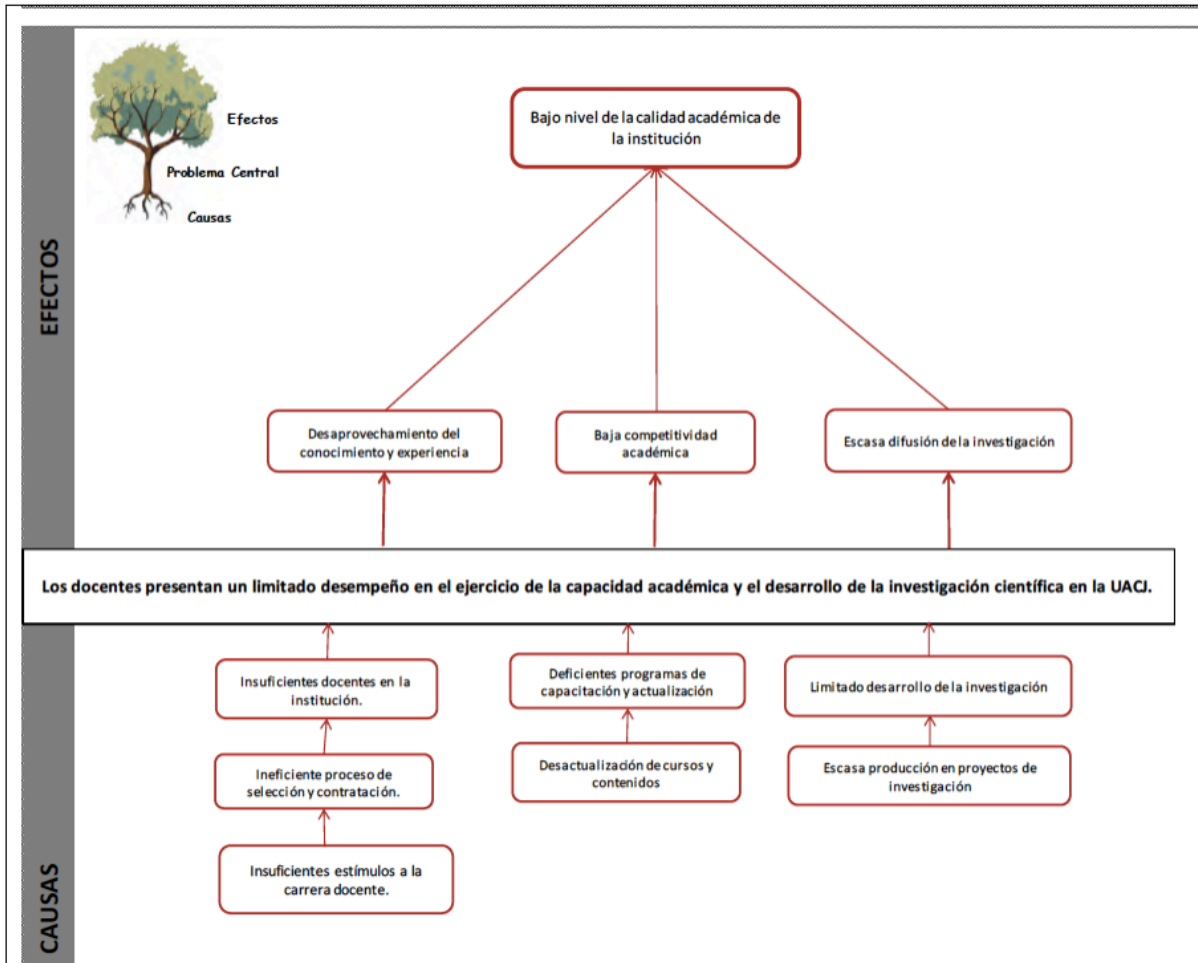 Efectos
Problema Central
Causas
EFECTOS
Bajo nivel de la calidad académica de
la institución
Desaprovechamiento del
conocimiento y experiencia
Baja competitividad
académica
Escasa difusión de la investigación
Los docentes presentan un limitado desempeño en el ejercicio de la capacidad académica y el desarrollo de la investigación científica en la UACJ.
CAUSAS
Insuficientes docentes en la
institución.
Ineficiente proceso de
selección y contratación.
Insuficientes estímulos a la
carrera docente.
Deficientes programas de
capacitación y actualización
Desactualización de cursos y
contenidos
Limitado desarrollo de la investigación
Escasa producción en proyectos de
investigación